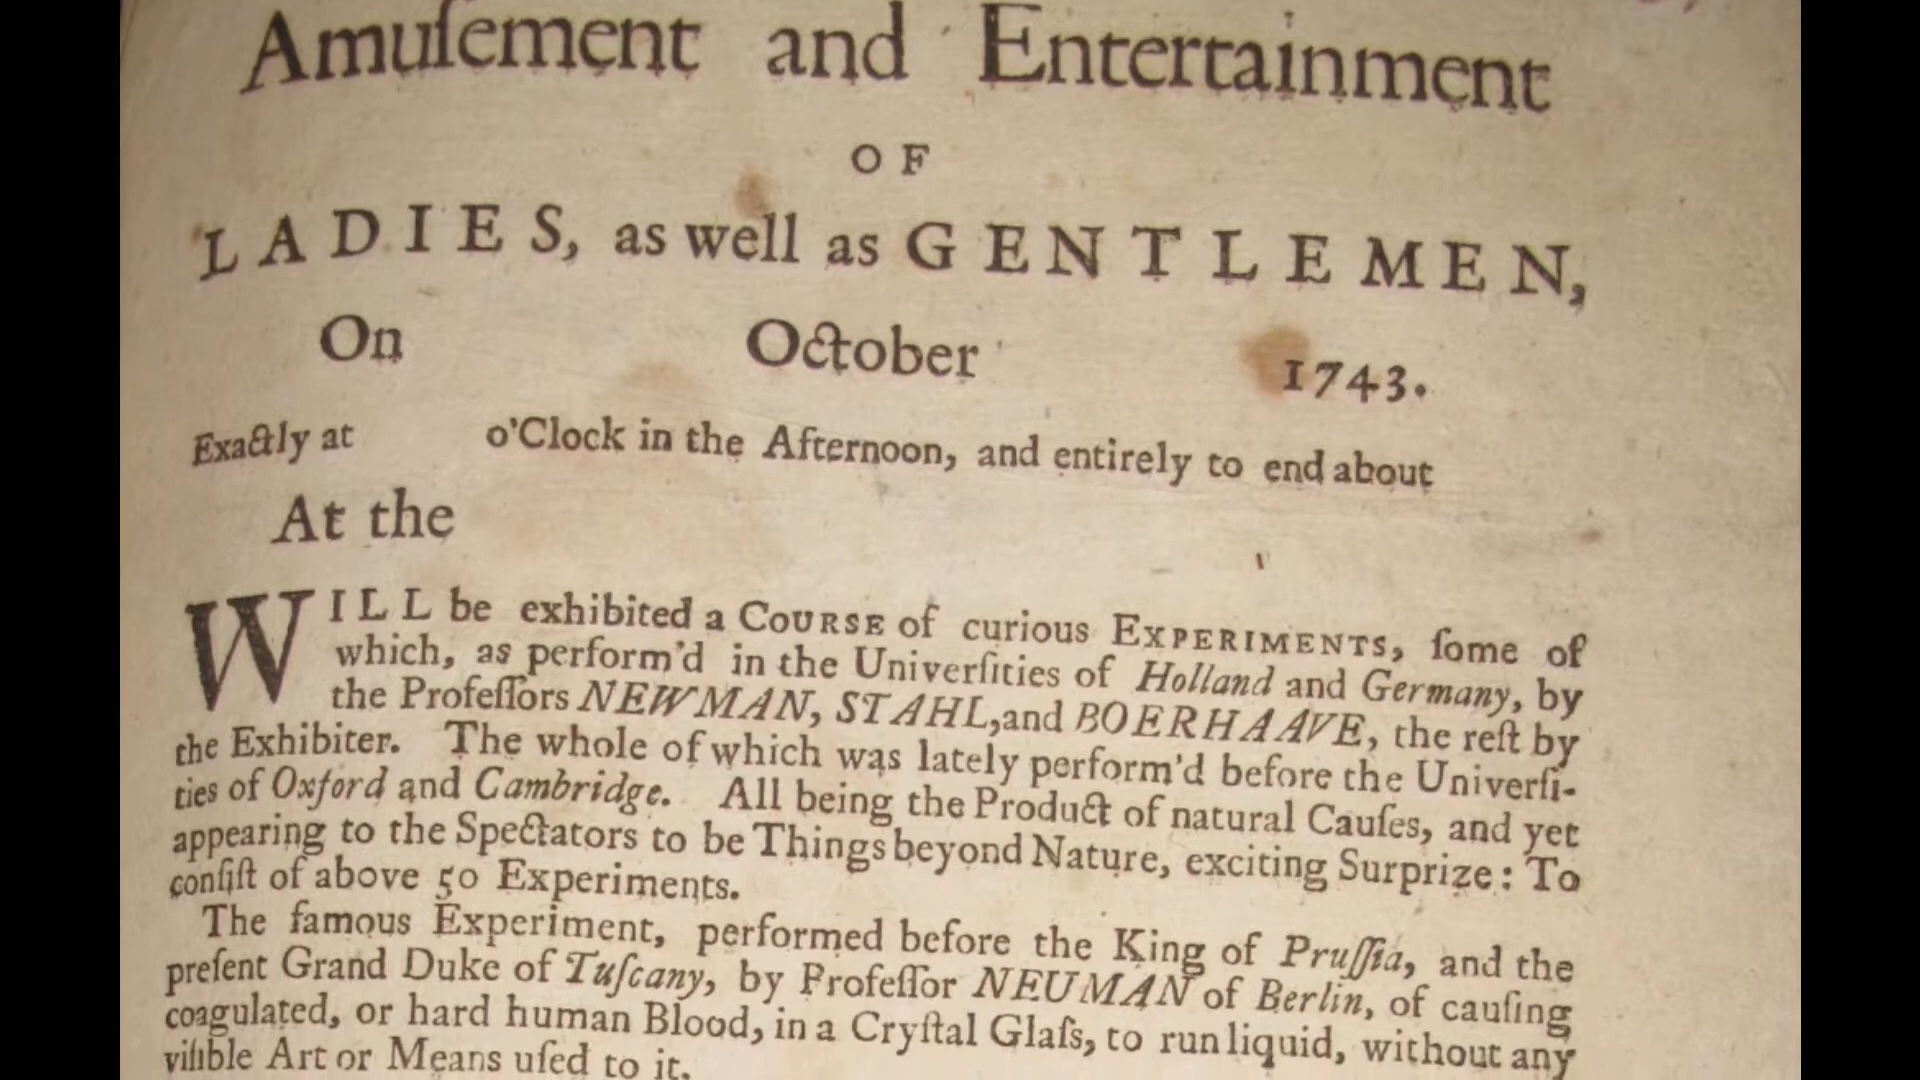 Amuſement and Entertainment
OF
LADIES, as well as GENTLEMEN,
On October 1743.
Exactly at o'Clock in the Afternoon, and entirely to end about
At the
WILL be exhibited a COURSE of curious EXPERIMENTS, ſome of
which, as perform'd in the Univerſities of Holland and Germany, by
the Profeſſors NEWMAN, STAHL, and BOERHAAVE, the reſt by
the Exhibiter. The whole of which was lately perform'd before the Univerſi-
ties of Oxford and Cambridge. All being the Product of natural Cauſes, and yet
appearing to the Spectators to be Things beyond Nature, exciting Surprize: To
conſiſt of above 50 Experiments.
The famous Experiment, performed before the King of Pruſſia, and the
preſent Grand Duke of Tuſcany, by Profeſſor NEUMAN of Berlin, of cauſing
coagulated, or hard human Blood, in a Cryſtal Glaſs, to run liquid, without any
viſible Art or Means uſed to it.